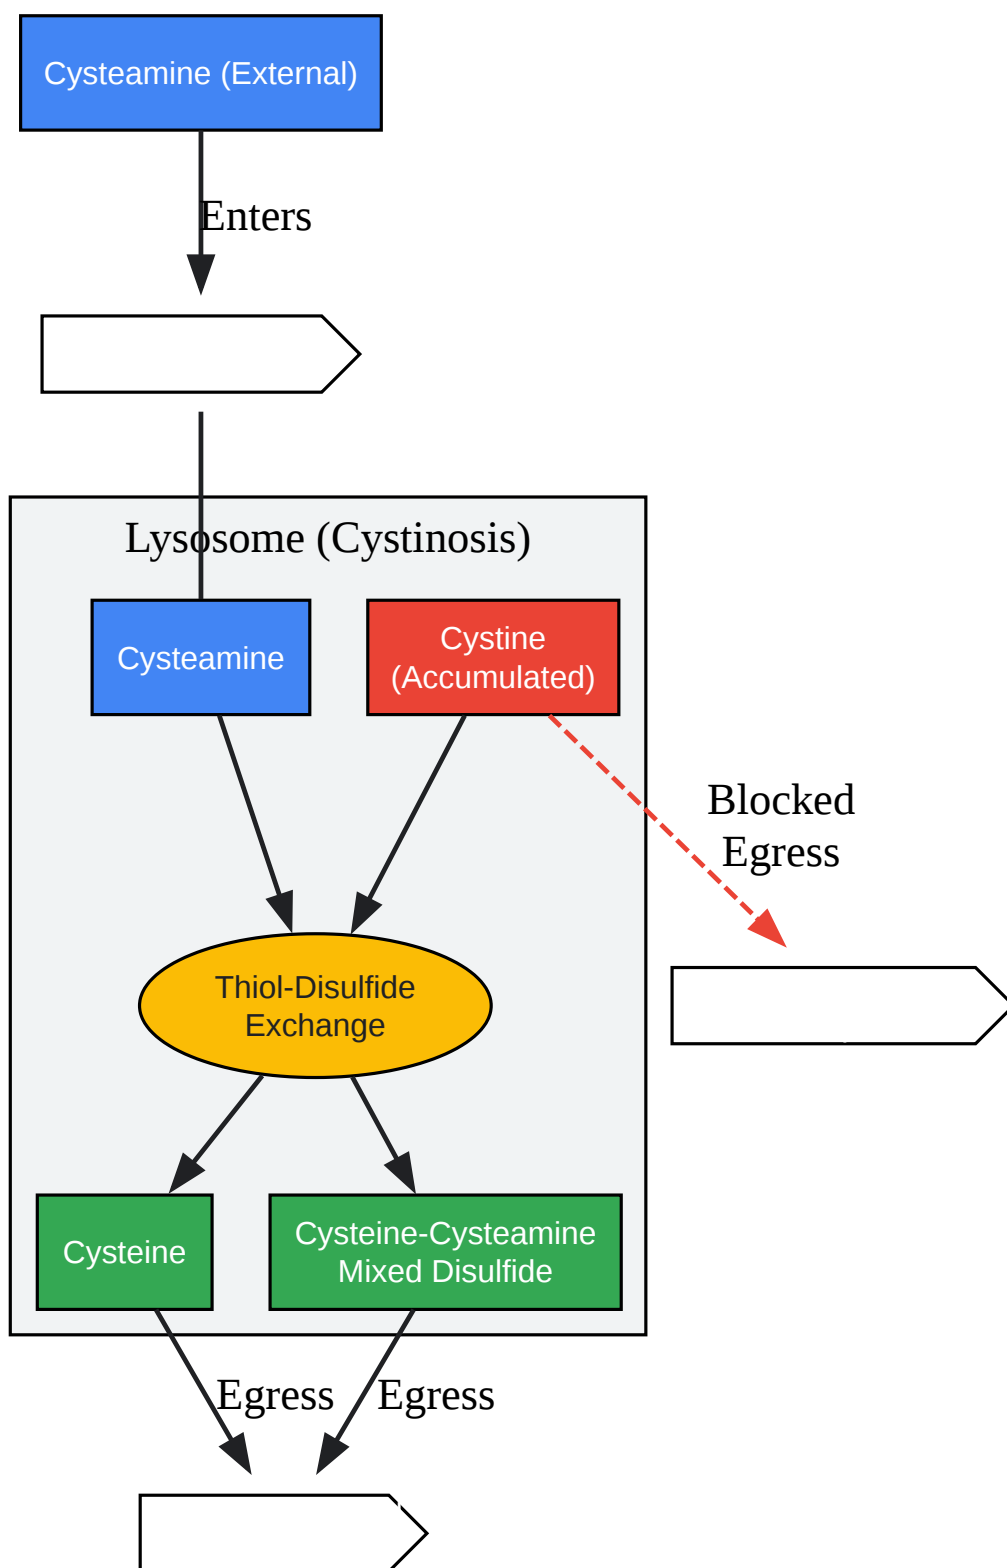 Cysteamine (External)
Enters
Lysosome (Cystinosis)
Cysteamine
Cystine
(Accumulated)
Blocked
Egress
Thiol-Disulfide
Exchange
Cysteine
Cysteine-Cysteamine
Mixed Disulfide
Egress
Egress